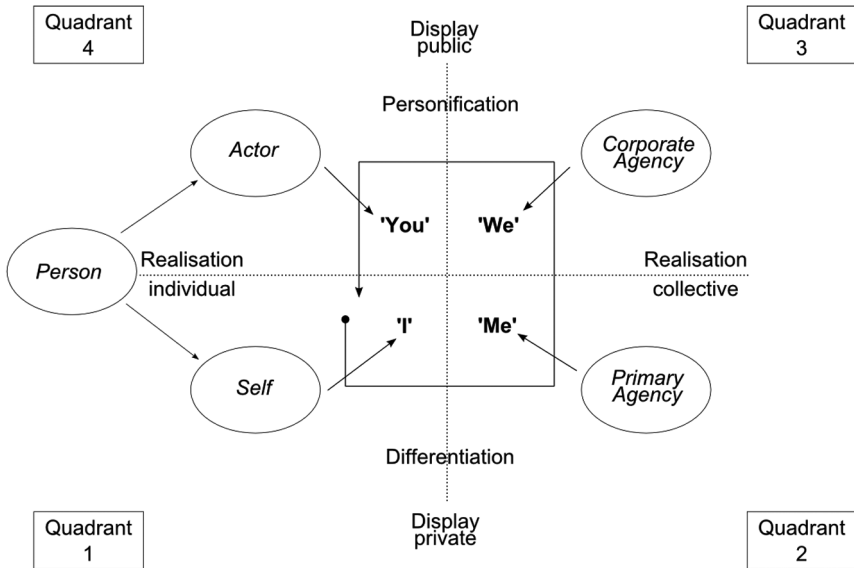 Quadrant
4
Display
public
Quadrant
3
Personification
Actor
Corporate
Agency
'You'
'We'
Person
Realisation
individual
Realisation
collective
'I'
'Me'
Self
Primary
Agency
Differentiation
Quadrant
1
Display
private
Quadrant
2